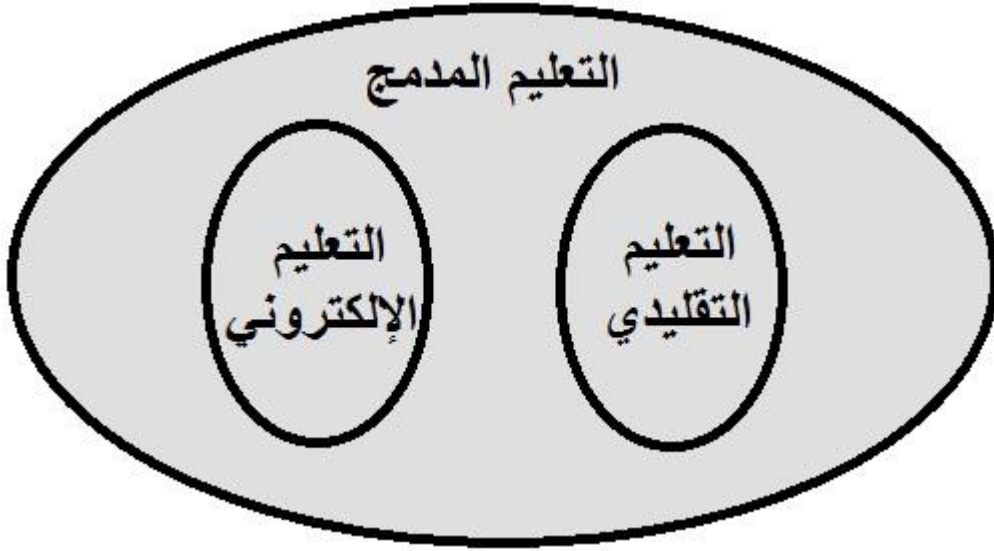 التعليم المدمج
التعليم
التقليدي
التعليم
الإلكتروني